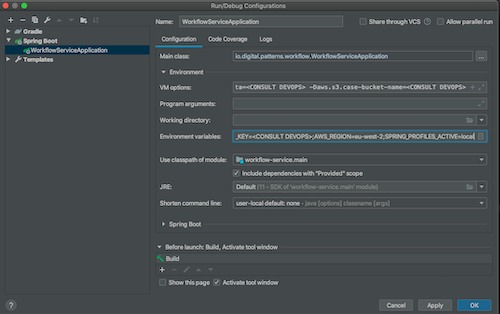 Run/Debug Configurations
Name: WorkflowServiceApplication
Share through VCS
Allow parallel run
Gradle
Spring Boot
WorkflowServiceApplication
Templates
Configuration Code Coverage Logs
Main class: io.digital.patterns.workflow.WorkflowServiceApplication ...
Environment
VM options: ta=<CONSULT DEVOPS> -Daws.s3.case-bucket-name=<CONSULT DEVOPS>
Program arguments:
Working directory:
Environment variables: _KEY=<CONSULT DEVOPS>;AWS_REGION=eu-west-2;SPRING_PROFILES_ACTIVE=local
Use classpath of module: workflow-service.main
Include dependencies with "Provided" scope
JRE: Default (11 - SDK of 'workflow-service.main' module)
Shorten command line: user-local default: none - java [options] classname [args]
Spring Boot
Before launch: Build, Activate tool window
Build
Show this page Activate tool window
? Cancel Apply OK